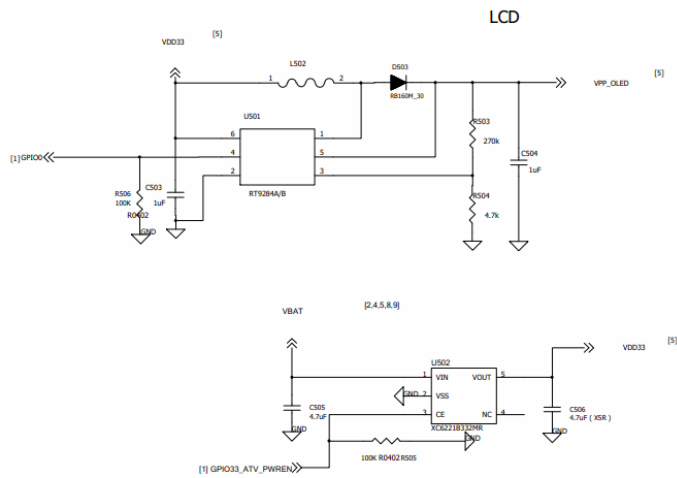 LCD
[5]
VDD33
L502
1
2
D503
RB160M_30
[5]
VPP_OLED
U501
6
1
R503
270k
[1] GPIO0
4
5
C504
1uF
2
3
R506
100K
R0402
C503
1uF
RT9284A/B
R504
4.7k
GND
[2,4,5,8,9]
VBAT
[5]
VDD33
U502
1
VIN
VOUT
5
GND
2
VSS
C505
4.7uF
3
CE
NC
4
C506
4.7uF ( X5R )
XC6221B332MR
GND
GND
GND
100K R0402 R505
[1] GPIO33_ATV_PWREN